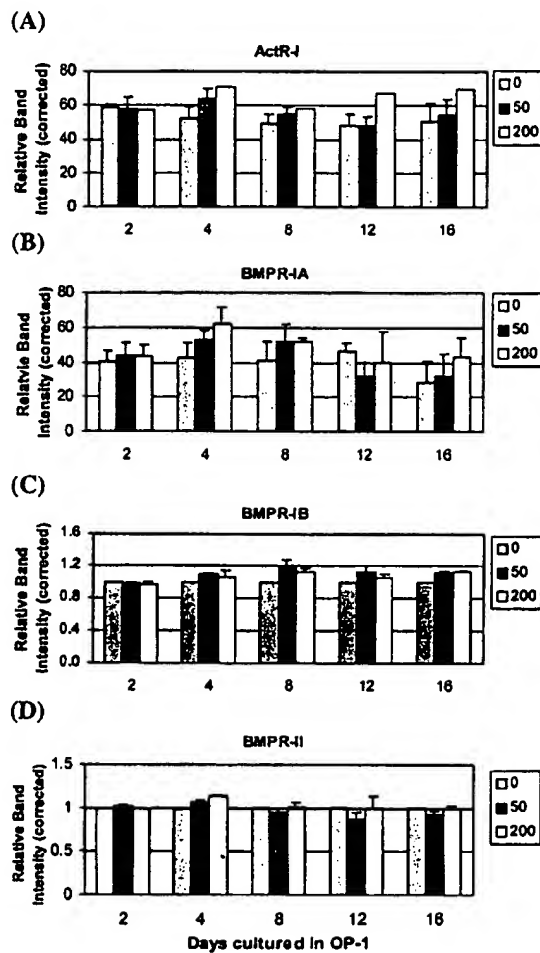 (A)
ActR-I
Relative Band
Intensity (corrected)
80
60
40
20
0
2 4 8 12 16
0
50
200
(B)
BMPR-IA
Relatvie Band
Intensity (corrected)
80
60
40
20
0
2 4 8 12 16
0
50
200
(C)
BMPR-IB
Relative Band
Intensity (corrected)
1.6
1.2
0.8
0.4
0.0
2 4 8 12 16
0
50
200
(D)
BMPR-II
Relative Band
Intensity (corrected)
1.5
1
0.5
0
2 4 8 12 16
0
50
200
Days cultured in OP-1